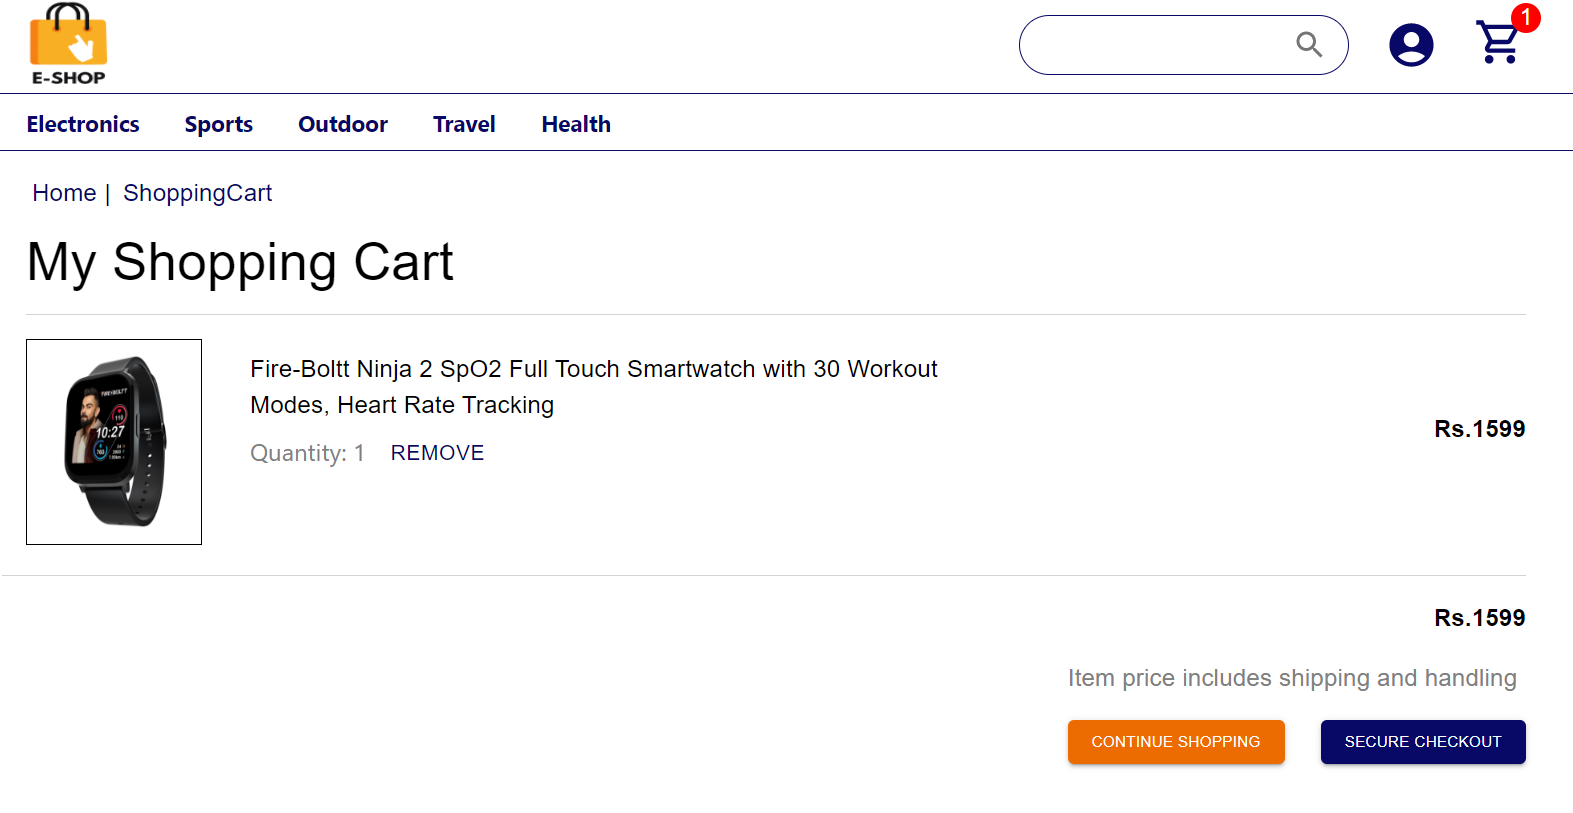 E-SHOP
1
Electronics Sports Outdoor Travel Health
Home | ShoppingCart
My Shopping Cart
Fire-Boltt Ninja 2 SpO2 Full Touch Smartwatch with 30 Workout
Modes, Heart Rate Tracking
Rs.1599
Quantity: 1 REMOVE
10:27
Rs.1599
Item price includes shipping and handling
CONTINUE SHOPPING SECURE CHECKOUT